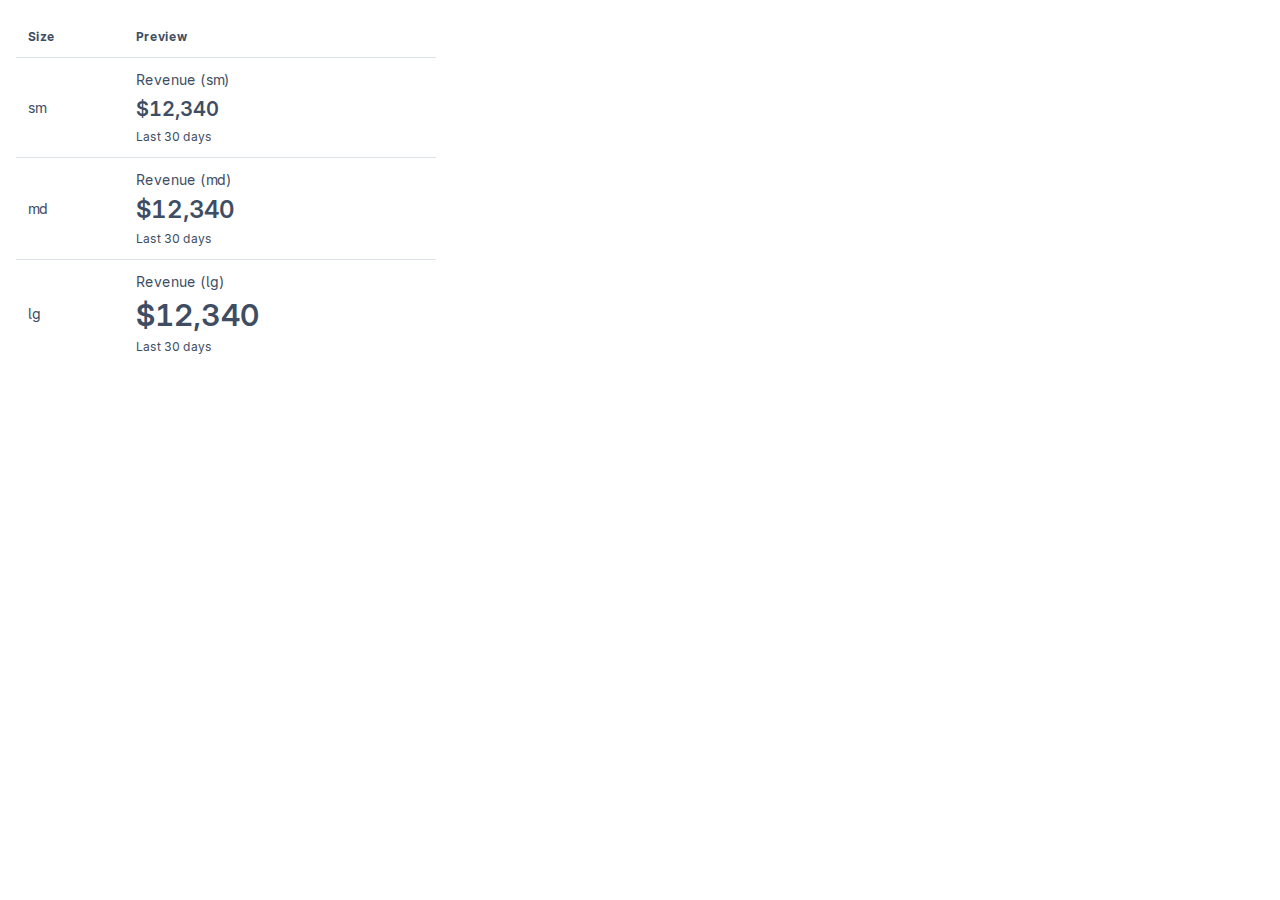 Size Preview
Revenue (sm)
sm $12,340
Last 30 days
Revenue (md)
md $12,340
Last 30 days
Revenue (lg)
lg $12,340
Last 30 days